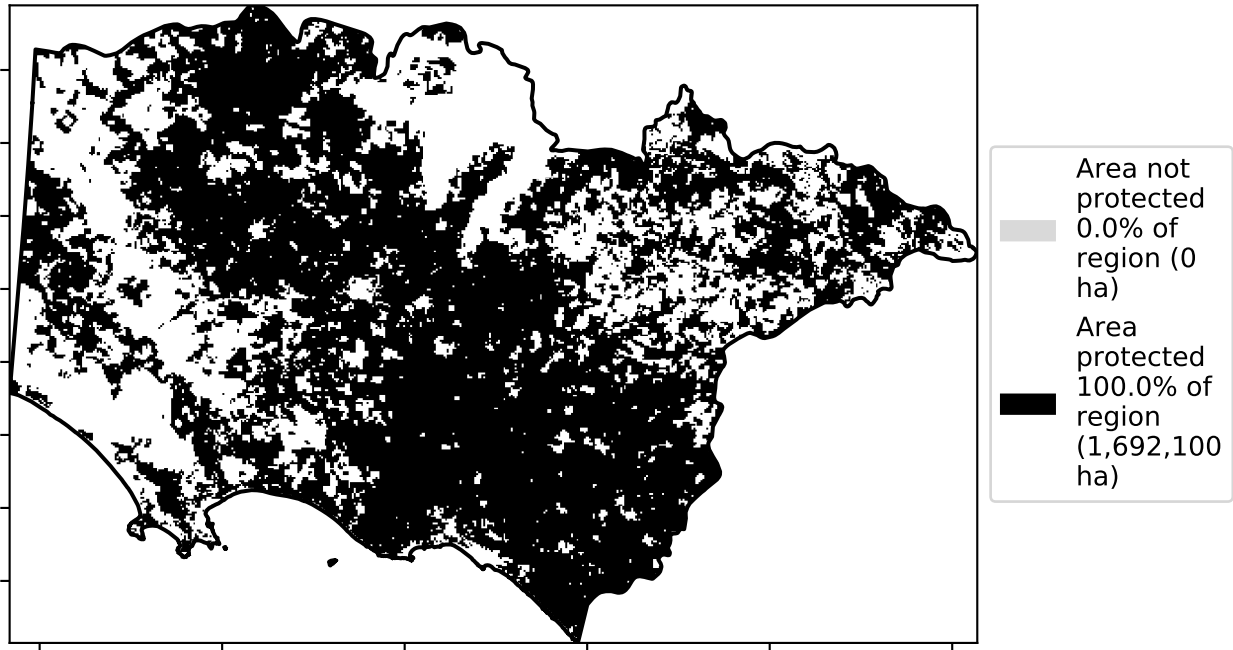 Area not
protected
0.0% of
region (0
ha)
Area
protected
100.0% of
region
(1,692,100
ha)